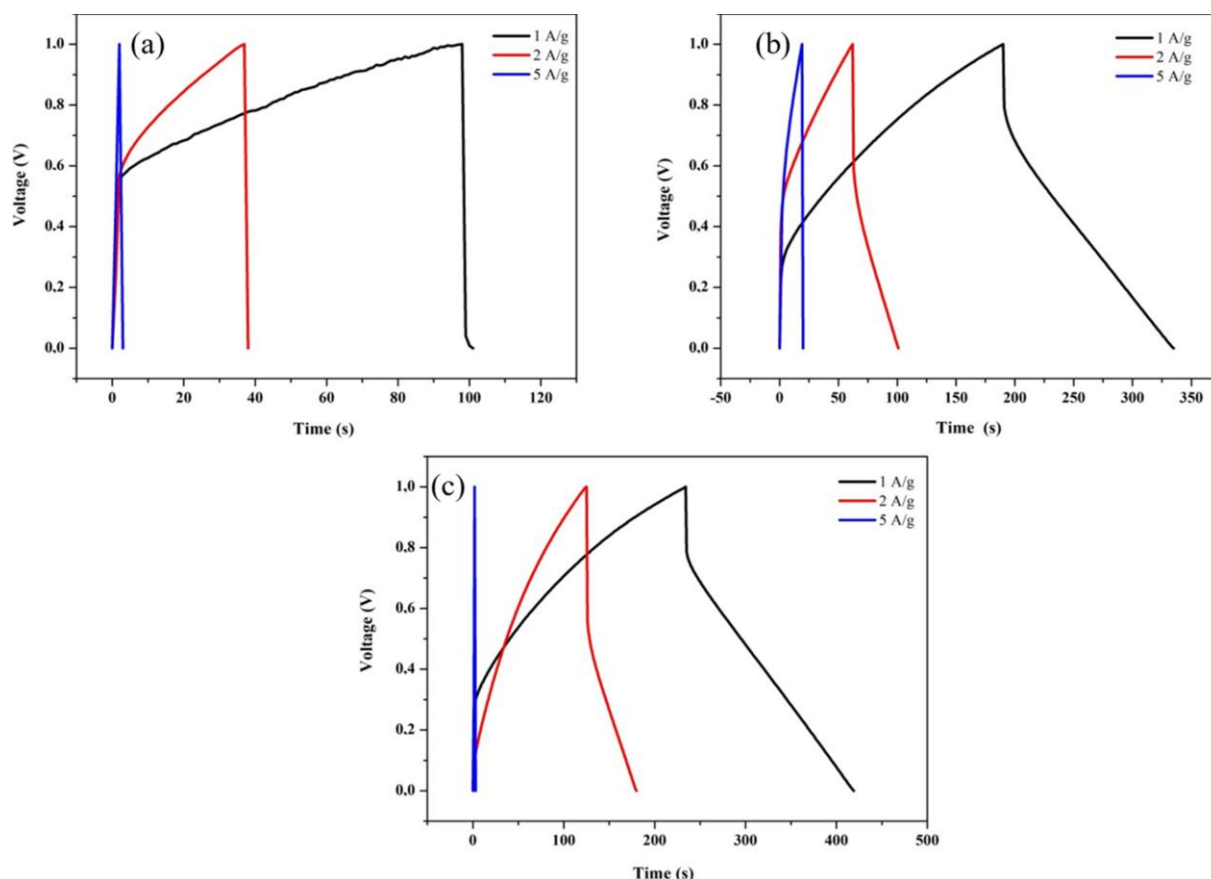 (a)
1 A/g
2 A/g
5 A/g
1.0
0.8
0.6
0.4
0.2
0.0
Voltage (V)
0 20 40 60 80 100 120
Time (s)
(b)
1 A/g
2 A/g
5 A/g
1.0
0.8
0.6
0.4
0.2
0.0
Voltage (V)
-50 0 50 100 150 200 250 300 350
Time (s)
(c)
1 A/g
2 A/g
5 A/g
1.0
0.8
0.6
0.4
0.2
0.0
Voltage (V)
0 100 200 300 400 500
Time (s)